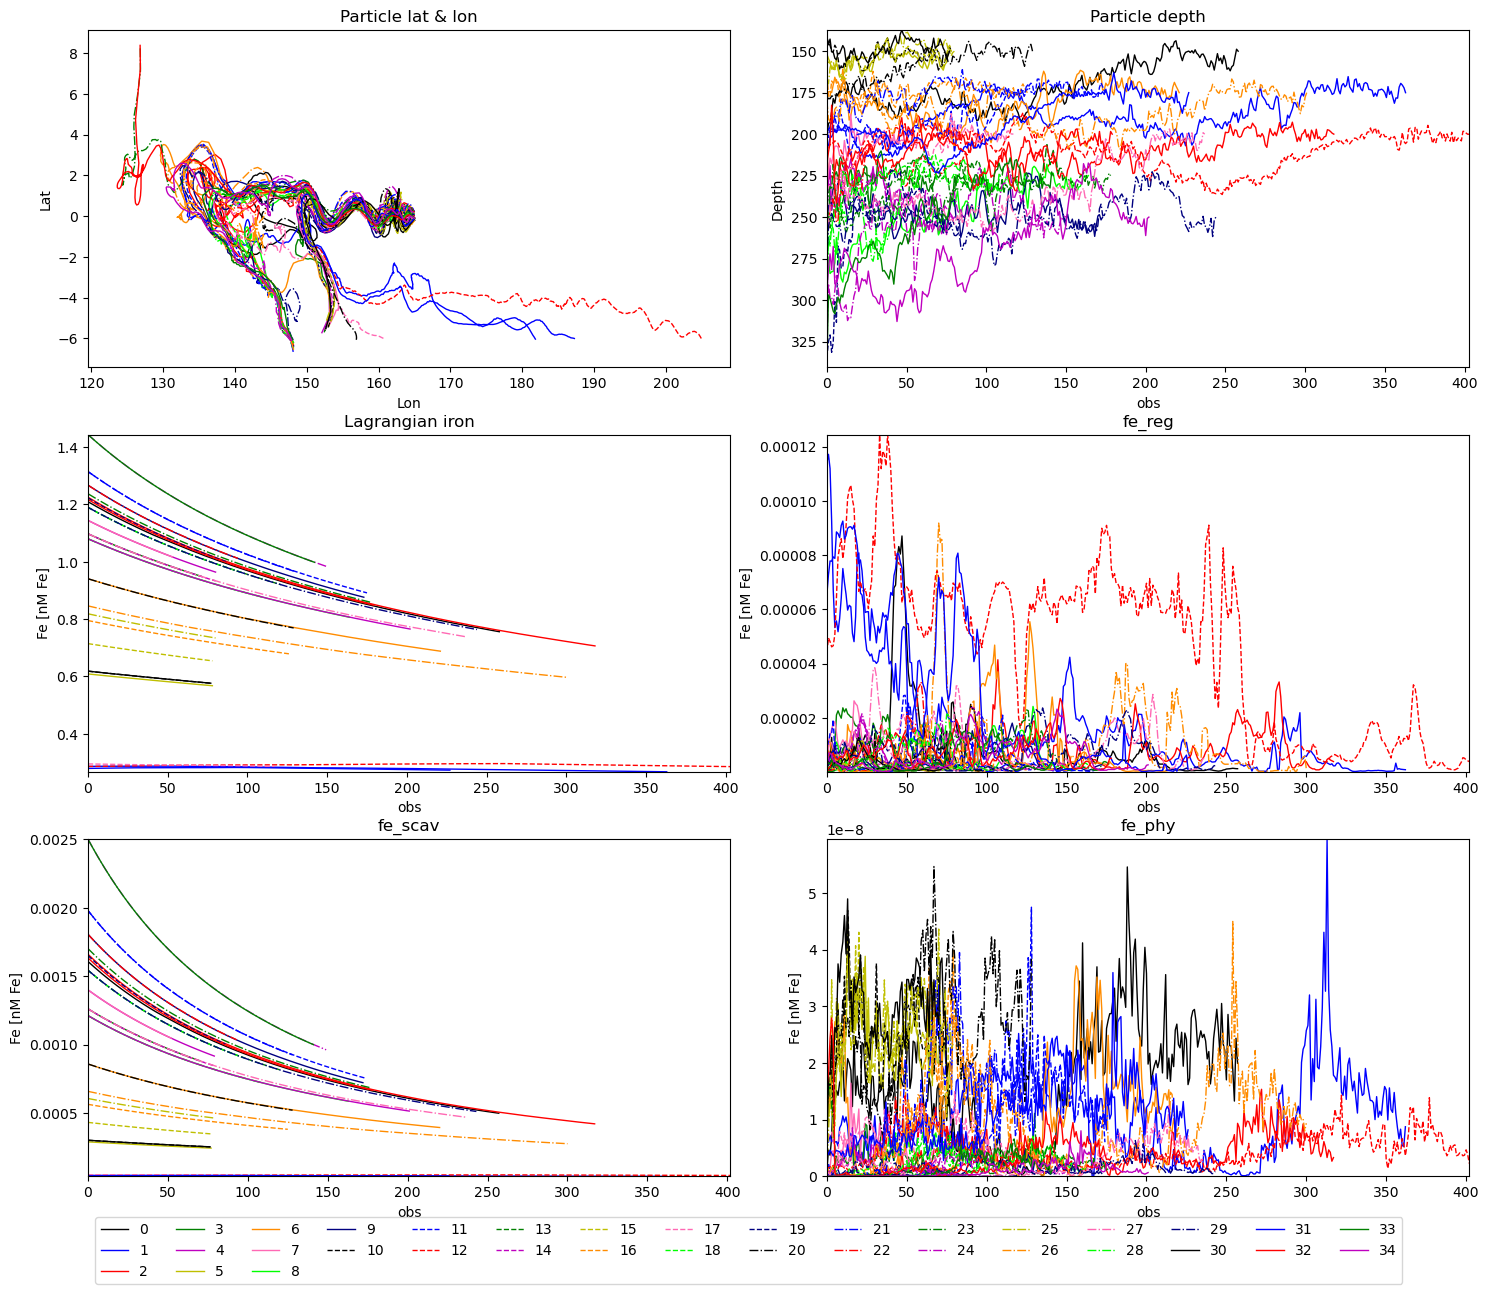 Particle lat & lon
8
6
4
2
0
−2
−4
−6
Lat
120 130 140 150 160 170 180 190 200
Lon
Particle depth
150
175
200
225
250
275
300
325
Depth
0 50 100 150 200 250 300 350 400
obs
Lagrangian iron
1.4
1.2
1.0
0.8
0.6
0.4
Fe [nM Fe]
0 50 100 150 200 250 300 350 400
obs
fe_reg
0.00012
0.00010
0.00008
0.00006
0.00004
0.00002
Fe [nM Fe]
0 50 100 150 200 250 300 350 400
obs
fe_scav
0.0025
0.0020
0.0015
0.0010
0.0005
Fe [nM Fe]
0 50 100 150 200 250 300 350 400
obs
fe_phy
1e−8
5
4
3
2
1
0
Fe [nM Fe]
0 50 100 150 200 250 300 350 400
obs
0 3 6 9 11 13 15 17 19 21 23 25 27 29 31 33
1 4 7 10 12 14 16 18 20 22 24 26 28 30 32 34
2 5 8